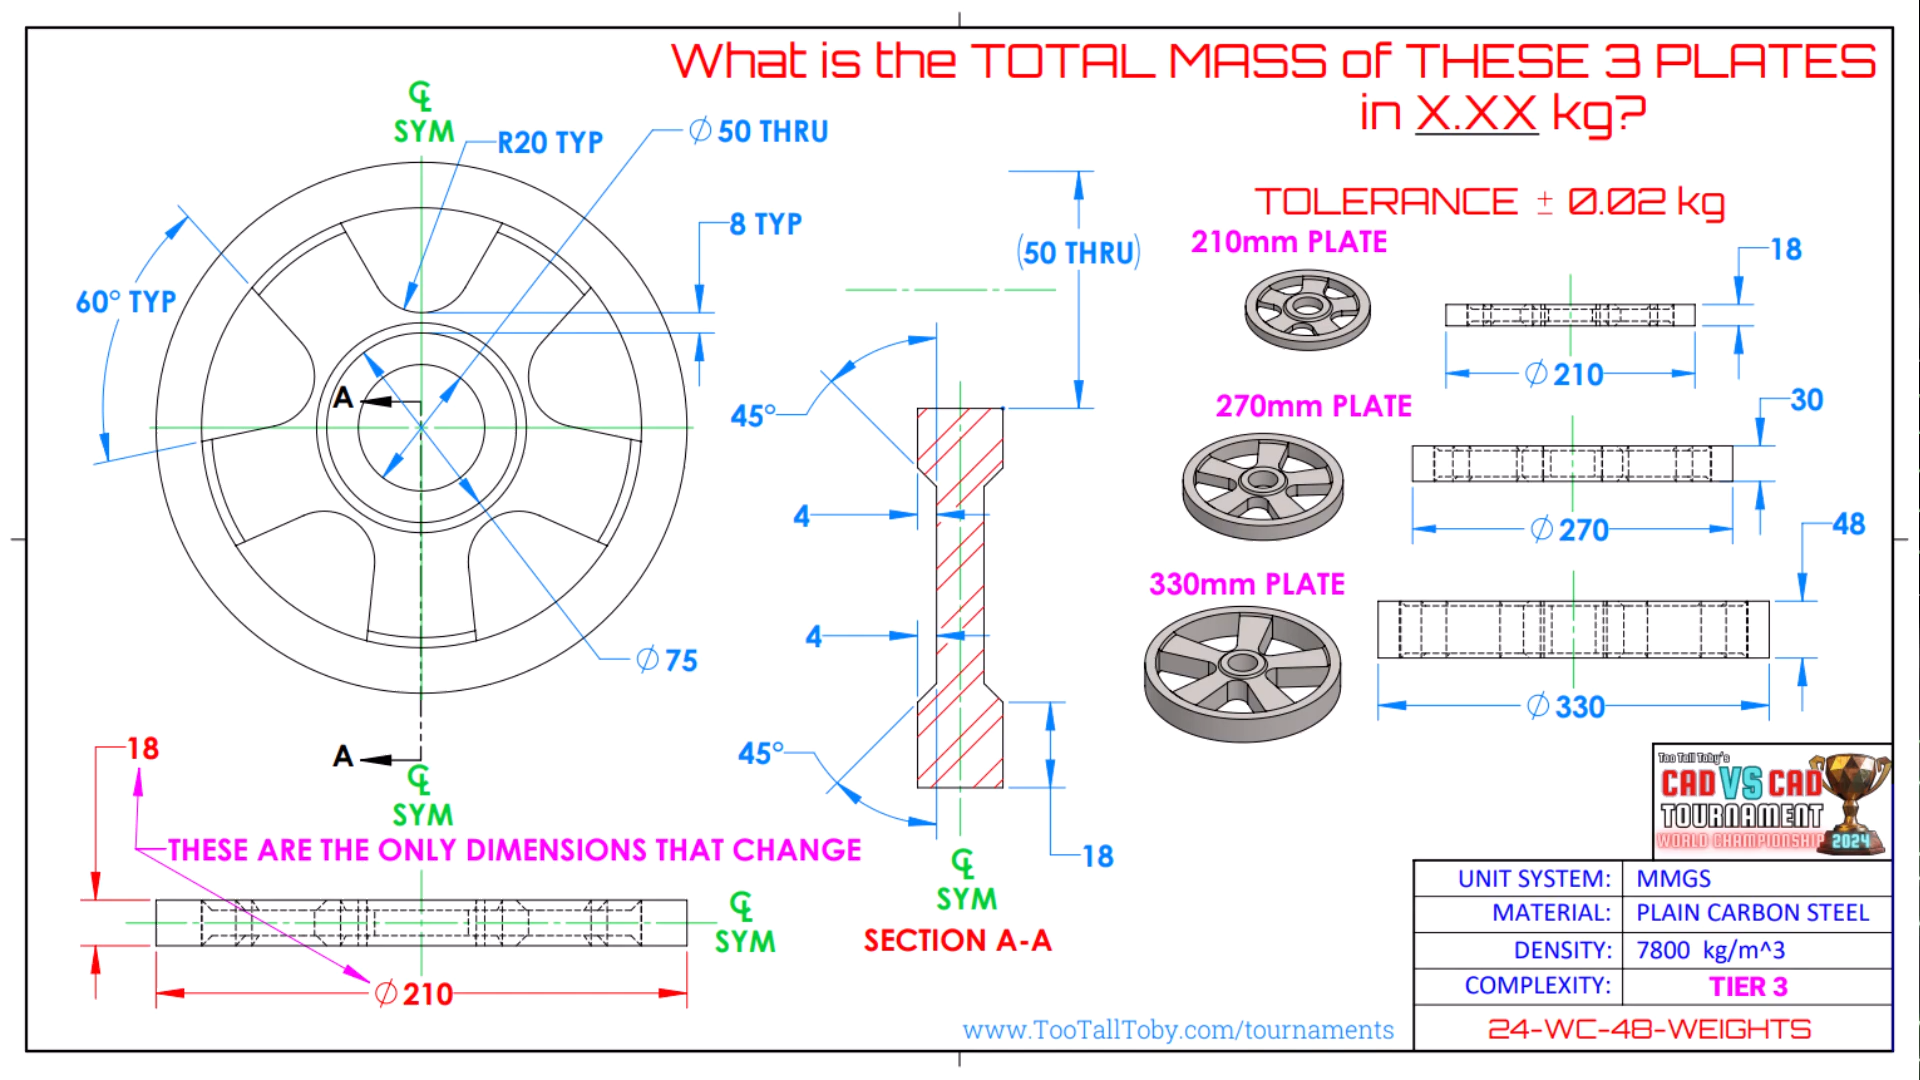 What is the TOTAL MASS of THESE 3 PLATES
in X.XX kg?
TOLERANCE ± 0.02 kg
℄
SYM
R20 TYP
⌀ 50 THRU
8 TYP
60° TYP
A
A
⌀ 75
℄
SYM
18
THESE ARE THE ONLY DIMENSIONS THAT CHANGE
⌀ 210
℄
SYM
(50 THRU)
45°
4
4
45°
18
℄
SYM
SECTION A-A
210mm PLATE
18
⌀ 210
270mm PLATE
30
⌀ 270
330mm PLATE
48
⌀ 330
Too Tall Toby's
CAD VS CAD
TOURNAMENT
WORLD CHAMPIONSHIP
2024
UNIT SYSTEM: MMGS
MATERIAL: PLAIN CARBON STEEL
DENSITY: 7800 kg/m^3
COMPLEXITY: TIER 3
24-WC-48-WEIGHTS
www.TooTallToby.com/tournaments